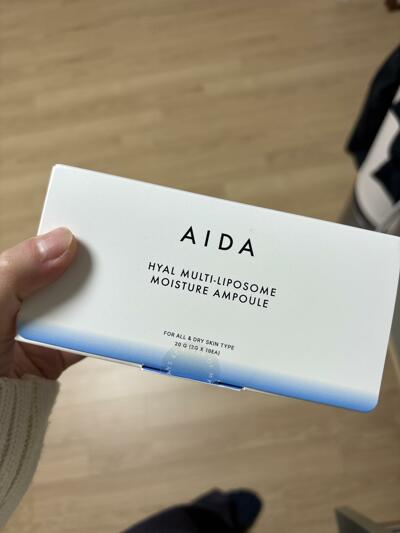 AIDA
HYAL MULTI-LIPOSOME
MOISTURE AMPOULE
FOR ALL & DRY SKIN TYPE
20 G (2G X 10EA)